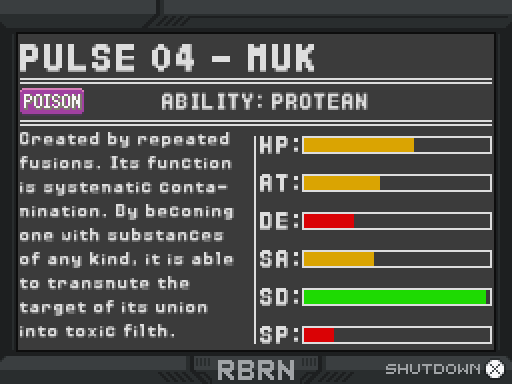 PULSE 04 - MUK
POISON
ABILITY: PROTEAN
Created by repeated
fusions. Its function
is systematic conta-
mination. By becoming
one with substances
of any kind, it is able
to transmute the
target of its union
into toxic filth.
HP:
AT:
DE:
SA:
SD:
SP:
RBRN
SHUTDOWN